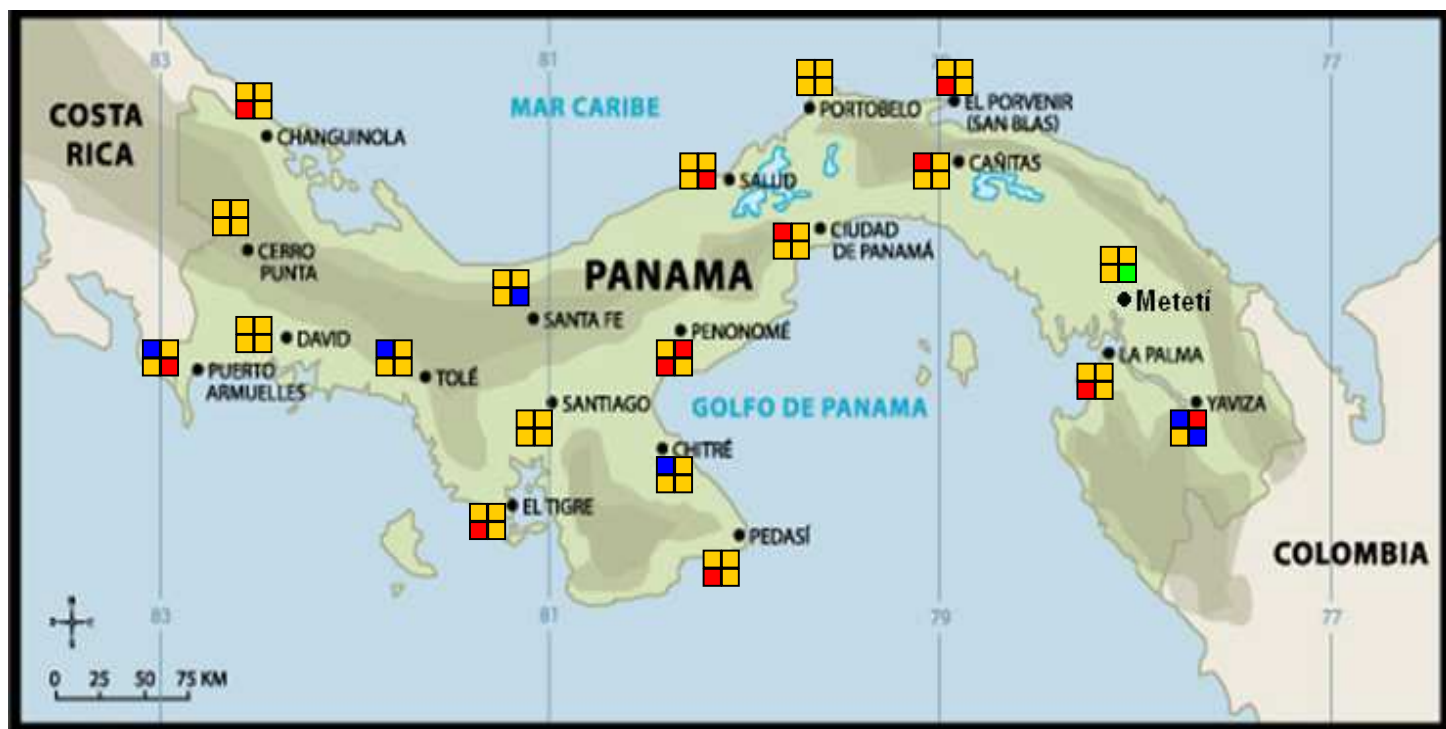 83
81
79
77
COSTA
RICA
MAR CARIBE
PORTOBELO
EL PORVENIR
(SAN BLAS)
CHANGUINOLA
SALUD
CAÑITAS
CERRO
PUNTA
CIUDAD
DE PANAMÁ
PANAMA
Metetí
SANTA FE
PENONOMÉ
DAVID
LA PALMA
PUERTO
ARMUELLES
TOLÉ
SANTIAGO
GOLFO DE PANAMA
YAVIZA
CHITRÉ
EL TIGRE
PEDASÍ
COLOMBIA
83
81
79
77
0 25 50 75 KM